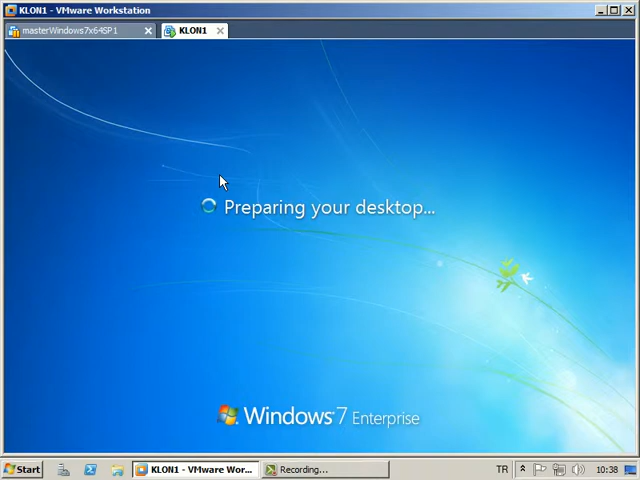 KLON1 - VMware Workstation
masterWindows7x64SP1
KLON1
Preparing your desktop...
Windows 7 Enterprise
Start
KLON1 - VMware Wor...
Recording...
TR
10:38